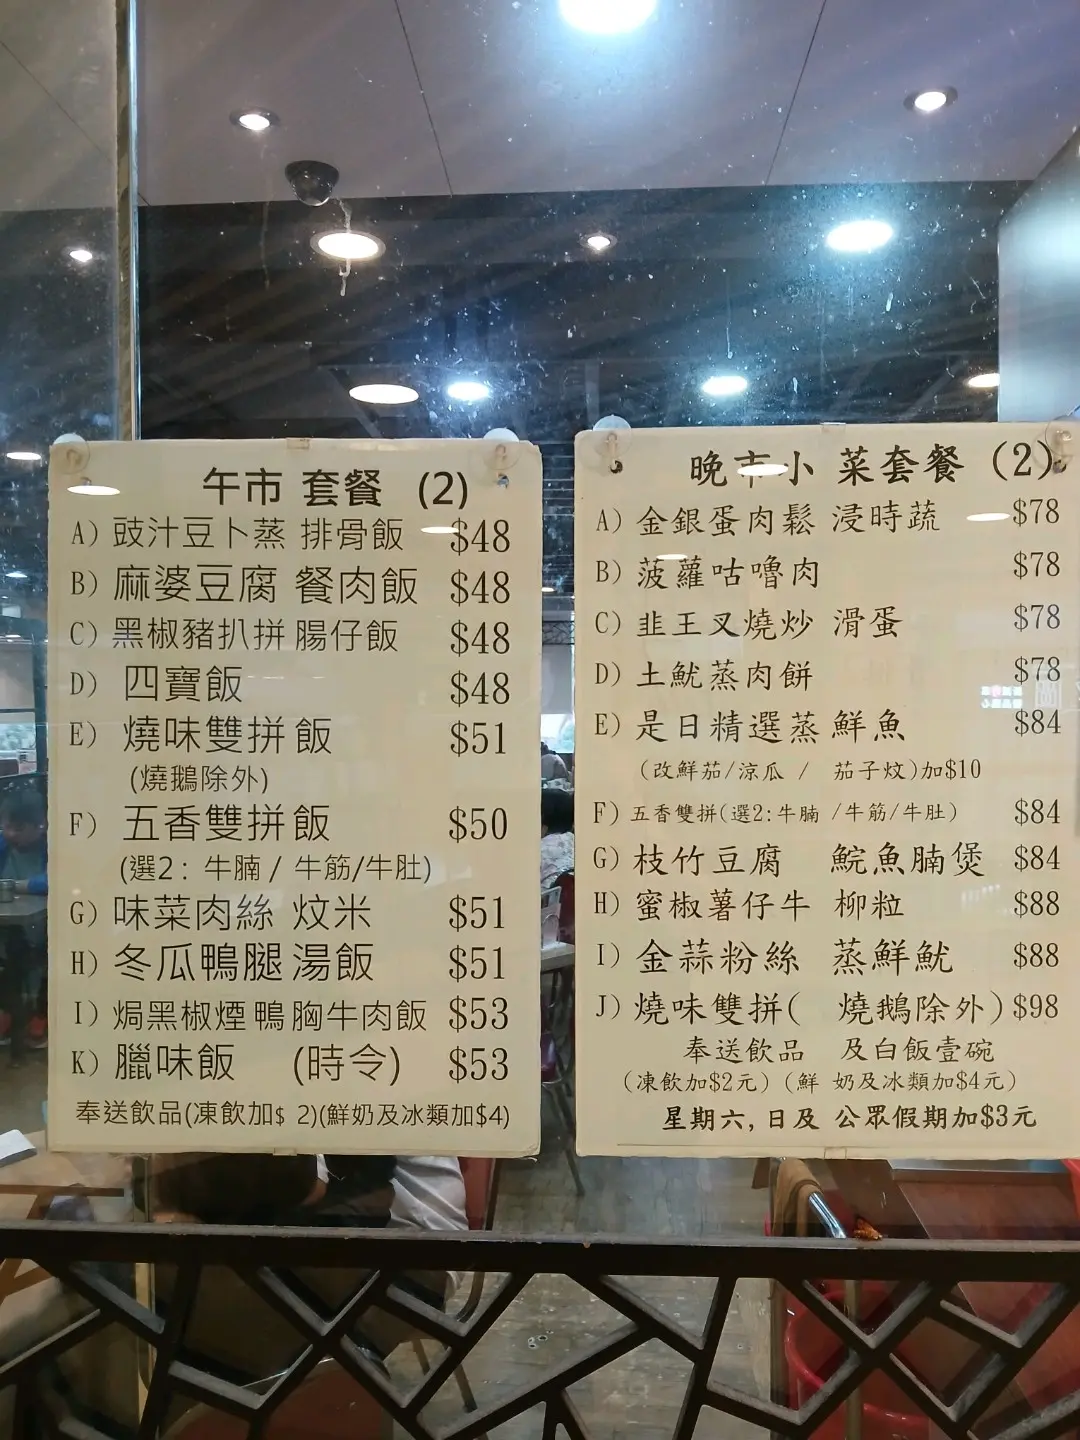 午市 套餐 (2)
A) 豉汁豆卜蒸 排骨飯 $48
B) 麻婆豆腐 餐肉飯 $48
C) 黑椒豬扒拼 腸仔飯 $48
D) 四寶飯 $48
E) 燒味雙拼飯 $51
(燒鵝除外)
F) 五香雙拼飯 $50
(選2: 牛腩 / 牛筋/牛肚)
G) 味菜肉絲 炆米 $51
H) 冬瓜鴨腿 湯飯 $51
I) 焗黑椒煙鴨 胸牛肉飯 $53
K) 臘味飯 (時令) $53
奉送飲品(凍飲加$ 2)(鮮奶及冰類加$4)
晚市小 菜套餐 (2)
A) 金銀蛋肉鬆 浸時蔬 $78
B) 菠蘿咕嚕肉 $78
C) 韭王叉燒炒 滑蛋 $78
D) 土魷蒸肉餅 $78
E) 是日精選蒸 鮮魚 $84
(改鮮茄/涼瓜 / 茄子炆)加$10
F) 五香雙拼(選2:牛腩 /牛筋/牛肚) $84
G) 枝竹豆腐 鯇魚腩煲 $84
H) 蜜椒薯仔牛 柳粒 $88
I) 金蒜粉絲 蒸鮮魷 $88
J) 燒味雙拼( 燒鵝除外) $98
奉送飲品 及白飯壹碗
(凍飲加$2元) (鮮 奶及冰類加$4元)
星期六,日及 公眾假期加$3元